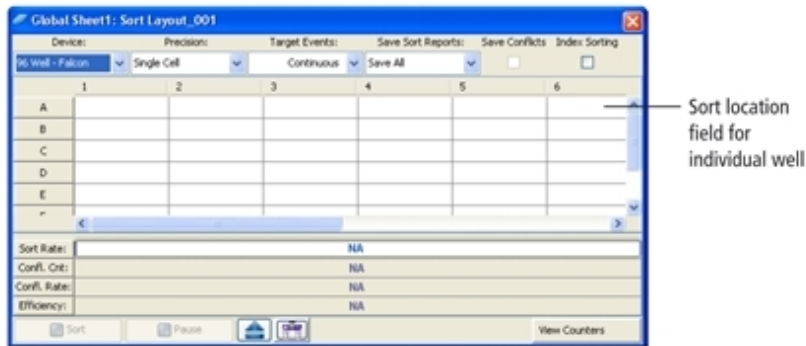 Global Sheet1: Sort Layout_001
Device: Precision: Target Events: Save Sort Reports: Save Conflicts Index Sorting
96 Well - Falcon Single Cell Continuous Save All
1 2 3 4 5 6
A
B
C
D
E
Sort location
field for
individual well
Sort Rate: NA
Confl. Cnt: NA
Confl. Rate: NA
Efficiency: NA
Sort Pause View Counters